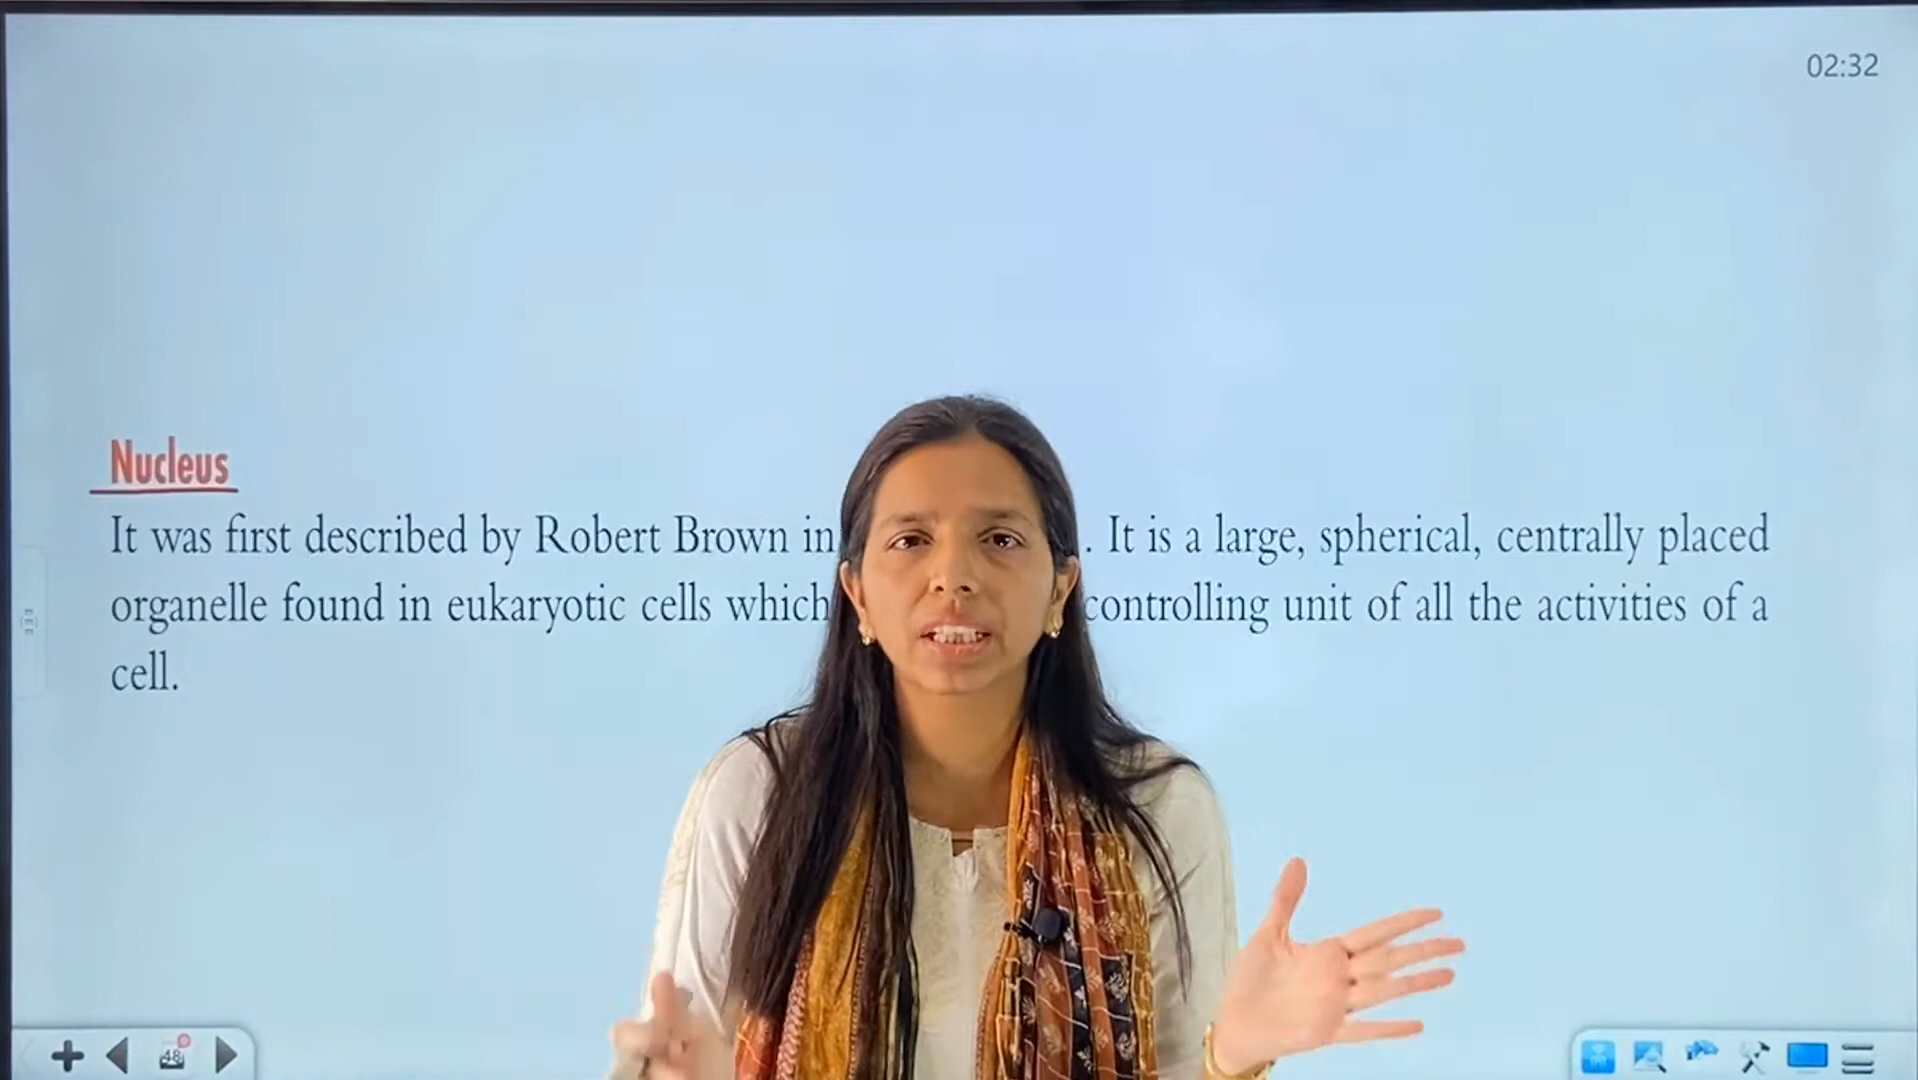 02:32
Nucleus
It was first described by Robert Brown in . It is a large, spherical, centrally placed
organelle found in eukaryotic cells which controlling unit of all the activities of a
cell.
48